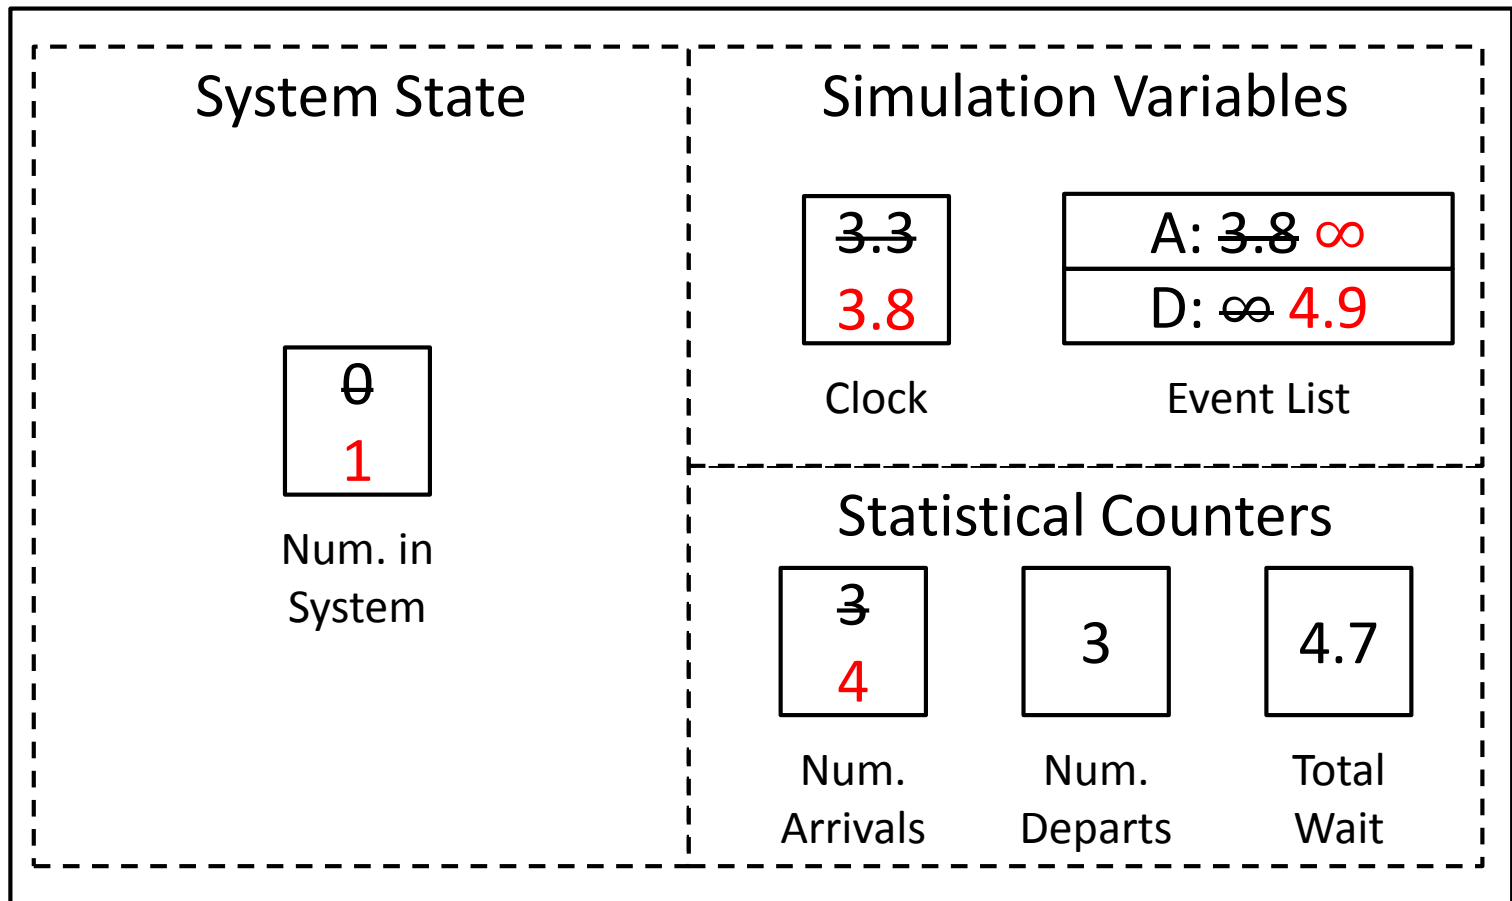 System State
0
1
Num. in
System
Simulation Variables
3.3
3.8
Clock
A: 3.8 ∞
D: ∞ 4.9
Event List
Statistical Counters
3
4
Num.
Arrivals
3
Num.
Departs
4.7
Total
Wait